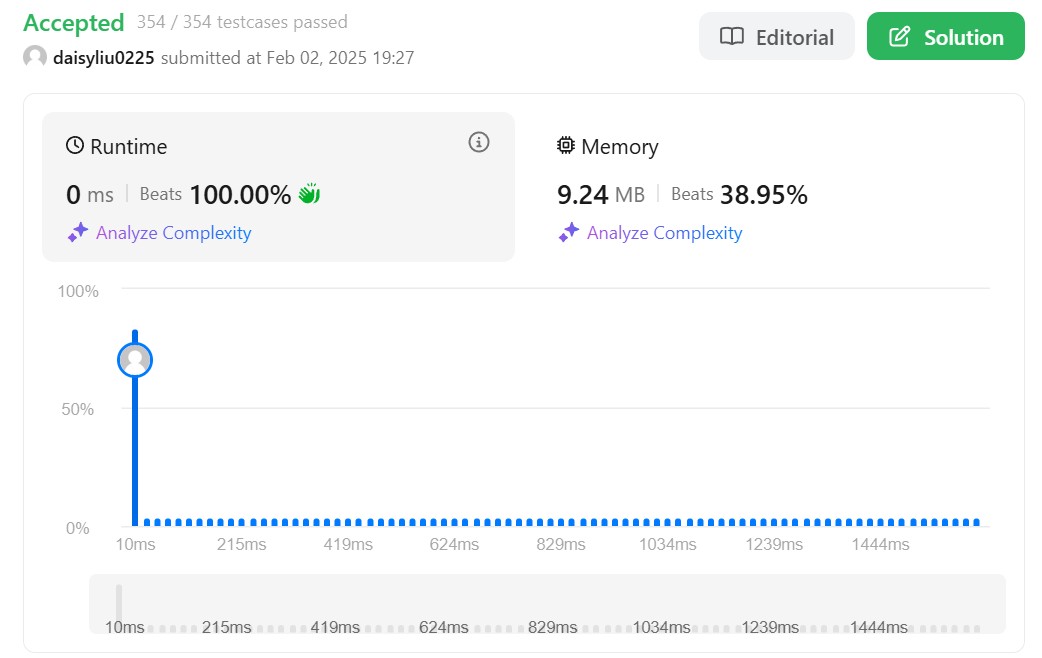 Accepted 354 / 354 testcases passed
daisyliu0225 submitted at Feb 02, 2025 19:27
Editorial
Solution
Runtime
0 ms Beats 100.00%
Analyze Complexity
Memory
9.24 MB Beats 38.95%
Analyze Complexity
100%
50%
0%
10ms 215ms 419ms 624ms 829ms 1034ms 1239ms 1444ms
10ms 215ms 419ms 624ms 829ms 1034ms 1239ms 1444ms